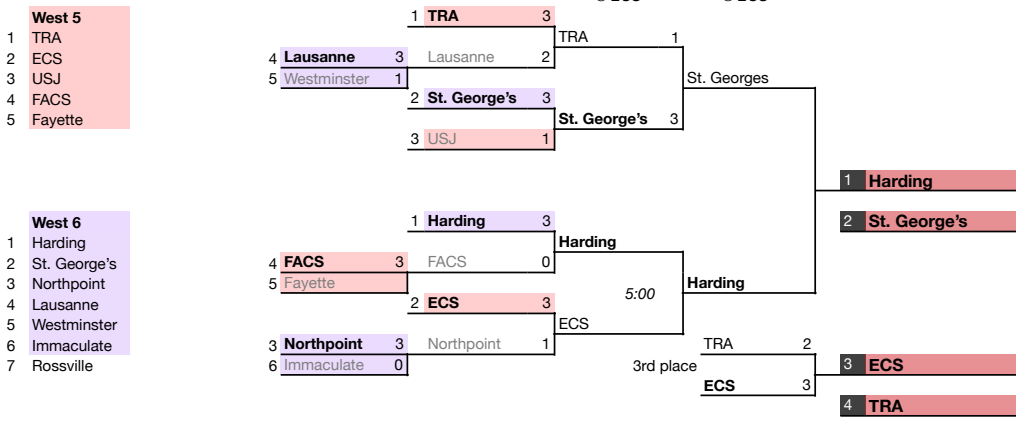 West 5
1 TRA
2 ECS
3 USJ
4 FACS
5 Fayette
1 TRA 3
TRA 1
4 Lausanne 3
Lausanne 2
5 Westminster 1
St. Georges
2 St. George's 3
St. George's 3
3 USJ 1
1 Harding
2 St. George's
West 6
1 Harding
2 St. George's
3 Northpoint
4 Lausanne
5 Westminster
6 Immaculate
7 Rossville
1 Harding 3
Harding
4 FACS 3
FACS 0
5 Fayette
5:00
Harding
2 ECS 3
ECS
3 Northpoint 3
Northpoint 1
6 Immaculate 0
TRA 2
3rd place
ECS 3
3 ECS
4 TRA